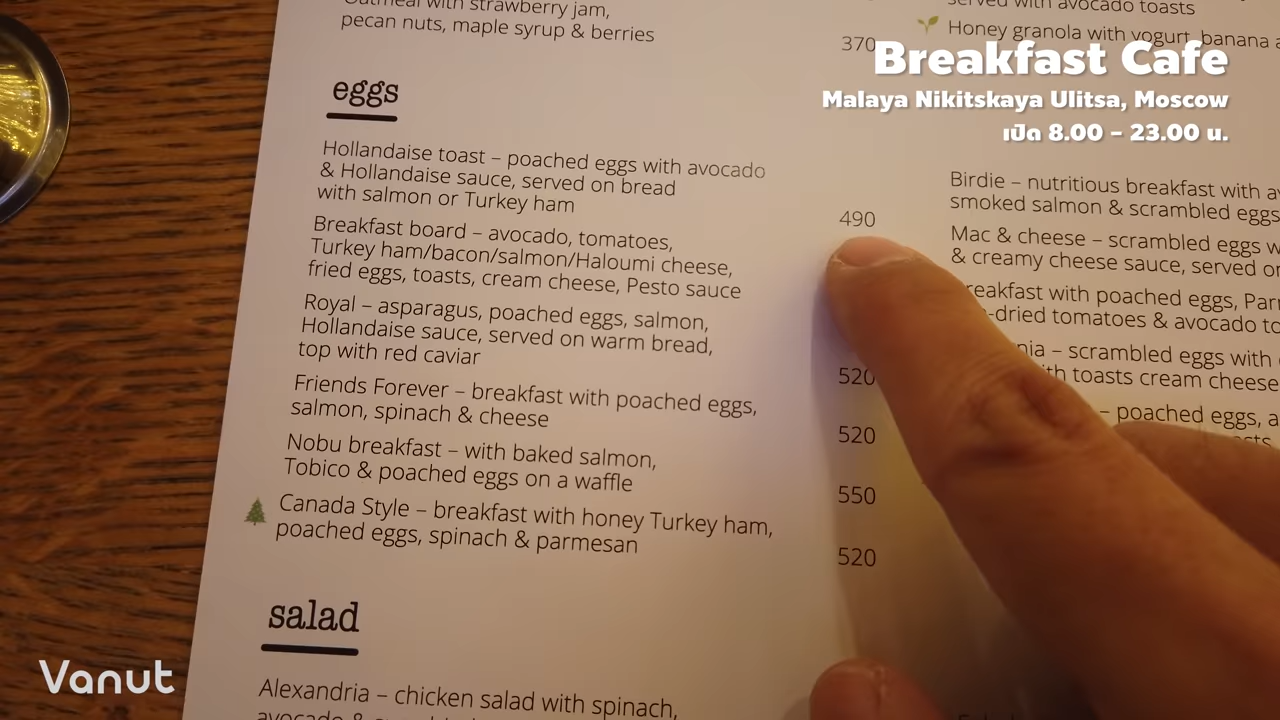 Oatmeal with strawberry jam,
pecan nuts, maple syrup & berries
370
eggs
Hollandaise toast – poached eggs with avocado
& Hollandaise sauce, served on bread
with salmon or Turkey ham
490
Breakfast board – avocado, tomatoes,
Turkey ham/bacon/salmon/Haloumi cheese,
fried eggs, toasts, cream cheese, Pesto sauce
Royal – asparagus, poached eggs, salmon,
Hollandaise sauce, served on warm bread,
top with red caviar
520
Friends Forever – breakfast with poached eggs,
salmon, spinach & cheese
520
Nobu breakfast – with baked salmon,
Tobico & poached eggs on a waffle
550
Canada Style – breakfast with honey Turkey ham,
poached eggs, spinach & parmesan
520
salad
Alexandria – chicken salad with spinach,
served with avocado toasts
Honey granola with yogurt, banana
Breakfast Cafe
Malaya Nikitskaya Ulitsa, Moscow
เปิด 8.00 – 23.00 น.
Birdie – nutritious breakfast with
smoked salmon & scrambled eggs
Mac & cheese – scrambled eggs
& creamy cheese sauce, served
with poached eggs,
tomatoes & avocado
– scrambled eggs with
toasts cream cheese
– poached eggs,
Vanut